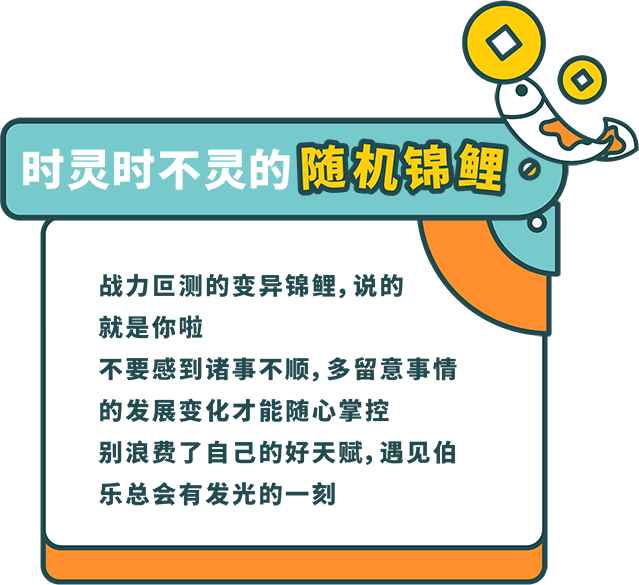 时灵时不灵的随机锦鲤
战力叵测的变异锦鲤，说的
就是你啦
不要感到诸事不顺，多留意事情
的发展变化才能随心掌控
别浪费了自己的好天赋，遇见伯
乐总会有发光的一刻